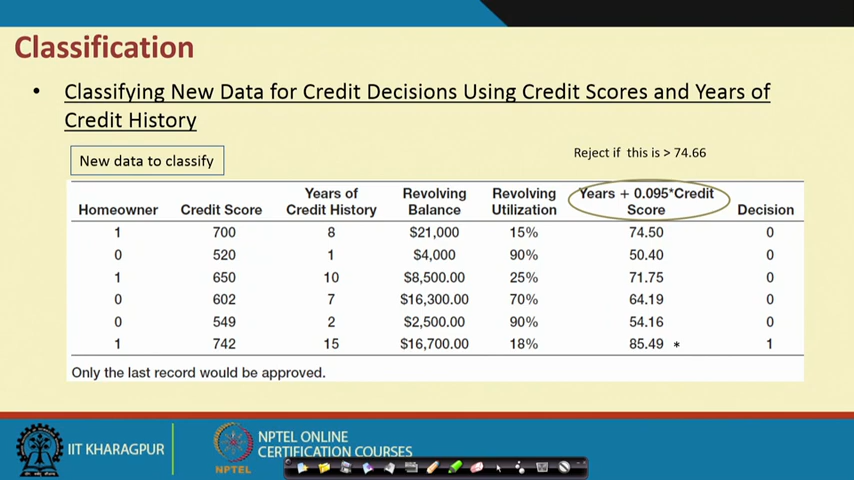 Classification
• Classifying New Data for Credit Decisions Using Credit Scores and Years of
Credit History
New data to classify
Reject if this is > 74.66
Homeowner Credit Score Years of Credit History Revolving Balance Revolving Utilization Years + 0.095*Credit Score Decision
1 700 8 $21,000 15% 74.50 0
0 520 1 $4,000 90% 50.40 0
1 650 10 $8,500.00 25% 71.75 0
0 602 7 $16,300.00 70% 64.19 0
0 549 2 $2,500.00 90% 54.16 0
1 742 15 $16,700.00 18% 85.49 * 1
Only the last record would be approved.
IIT KHARAGPUR
NPTEL
NPTEL ONLINE
CERTIFICATION COURSES